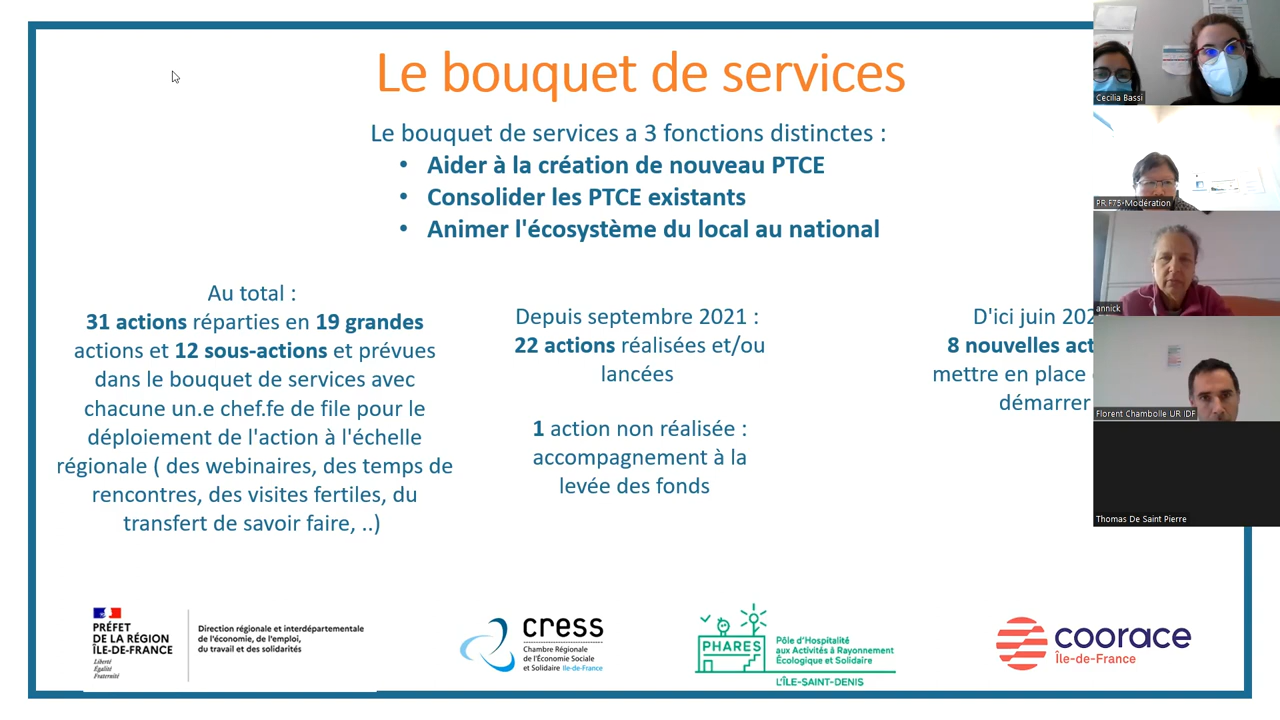 Le bouquet de services
Le bouquet de services a 3 fonctions distinctes :
• Aider à la création de nouveau PTCE
• Consolider les PTCE existants
• Animer l'écosystème du local au national
Au total :
31 actions réparties en 19 grandes
actions et 12 sous-actions et prévues
dans le bouquet de services avec
chacune un.e chef.fe de file pour le
déploiement de l'action à l'échelle
régionale ( des webinaires, des temps de
rencontres, des visites fertiles, du
transfert de savoir faire, ..)
Depuis septembre 2021 :
22 actions réalisées et/ou
lancées
1 action non réalisée :
accompagnement à la
levée des fonds
D'ici juin
8 nouvelles
mettre en place
démarrer
Cecilia Bassi
PR F75-Modération
annick
Florent Chambolle UR IDF
Thomas De Saint Pierre
PRÉFET
DE LA RÉGION
ÎLE-DE-FRANCE
Liberté
Égalité
Fraternité
Direction régionale et interdépartementale
de l'économie, de l'emploi,
du travail et des solidarités
cress
Chambre Régionale
de l'Économie Sociale
et Solidaire Île-de-France
PHARES
Pôle d'Hospitalité
aux Activités à Rayonnement
Écologique et Solidaire
L'ÎLE-SAINT-DENIS
coorace
Île-de-France